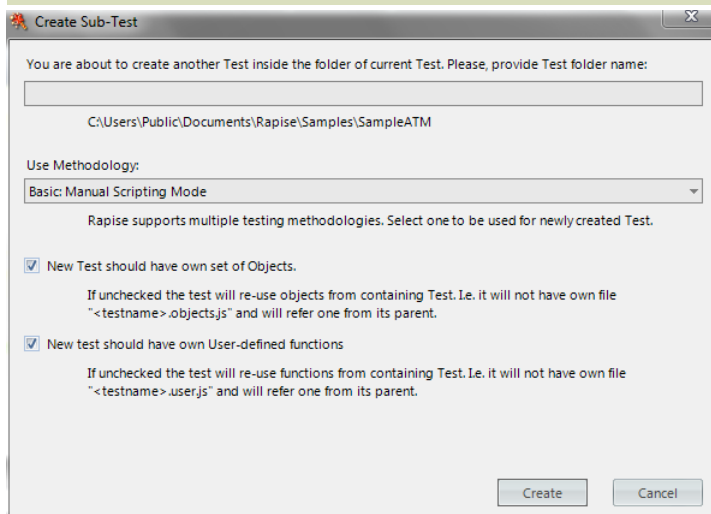 Create Sub-Test
You are about to create another Test inside the folder of current Test. Please, provide Test folder name:
C:\Users\Public\Documents\Rapise\Samples\SampleATM
Use Methodology:
Basic: Manual Scripting Mode
Rapise supports multiple testing methodologies. Select one to be used for newly created Test.
New Test should have own set of Objects.
If unchecked the test will re-use objects from containing Test. I.e. it will not have own file
"<testname>.objects.js" and will refer one from its parent.
New test should have own User-defined functions
If unchecked the test will re-use functions from containing Test. I.e. it will not have own file
"<testname>.user.js" and will refer one from its parent.
Create Cancel